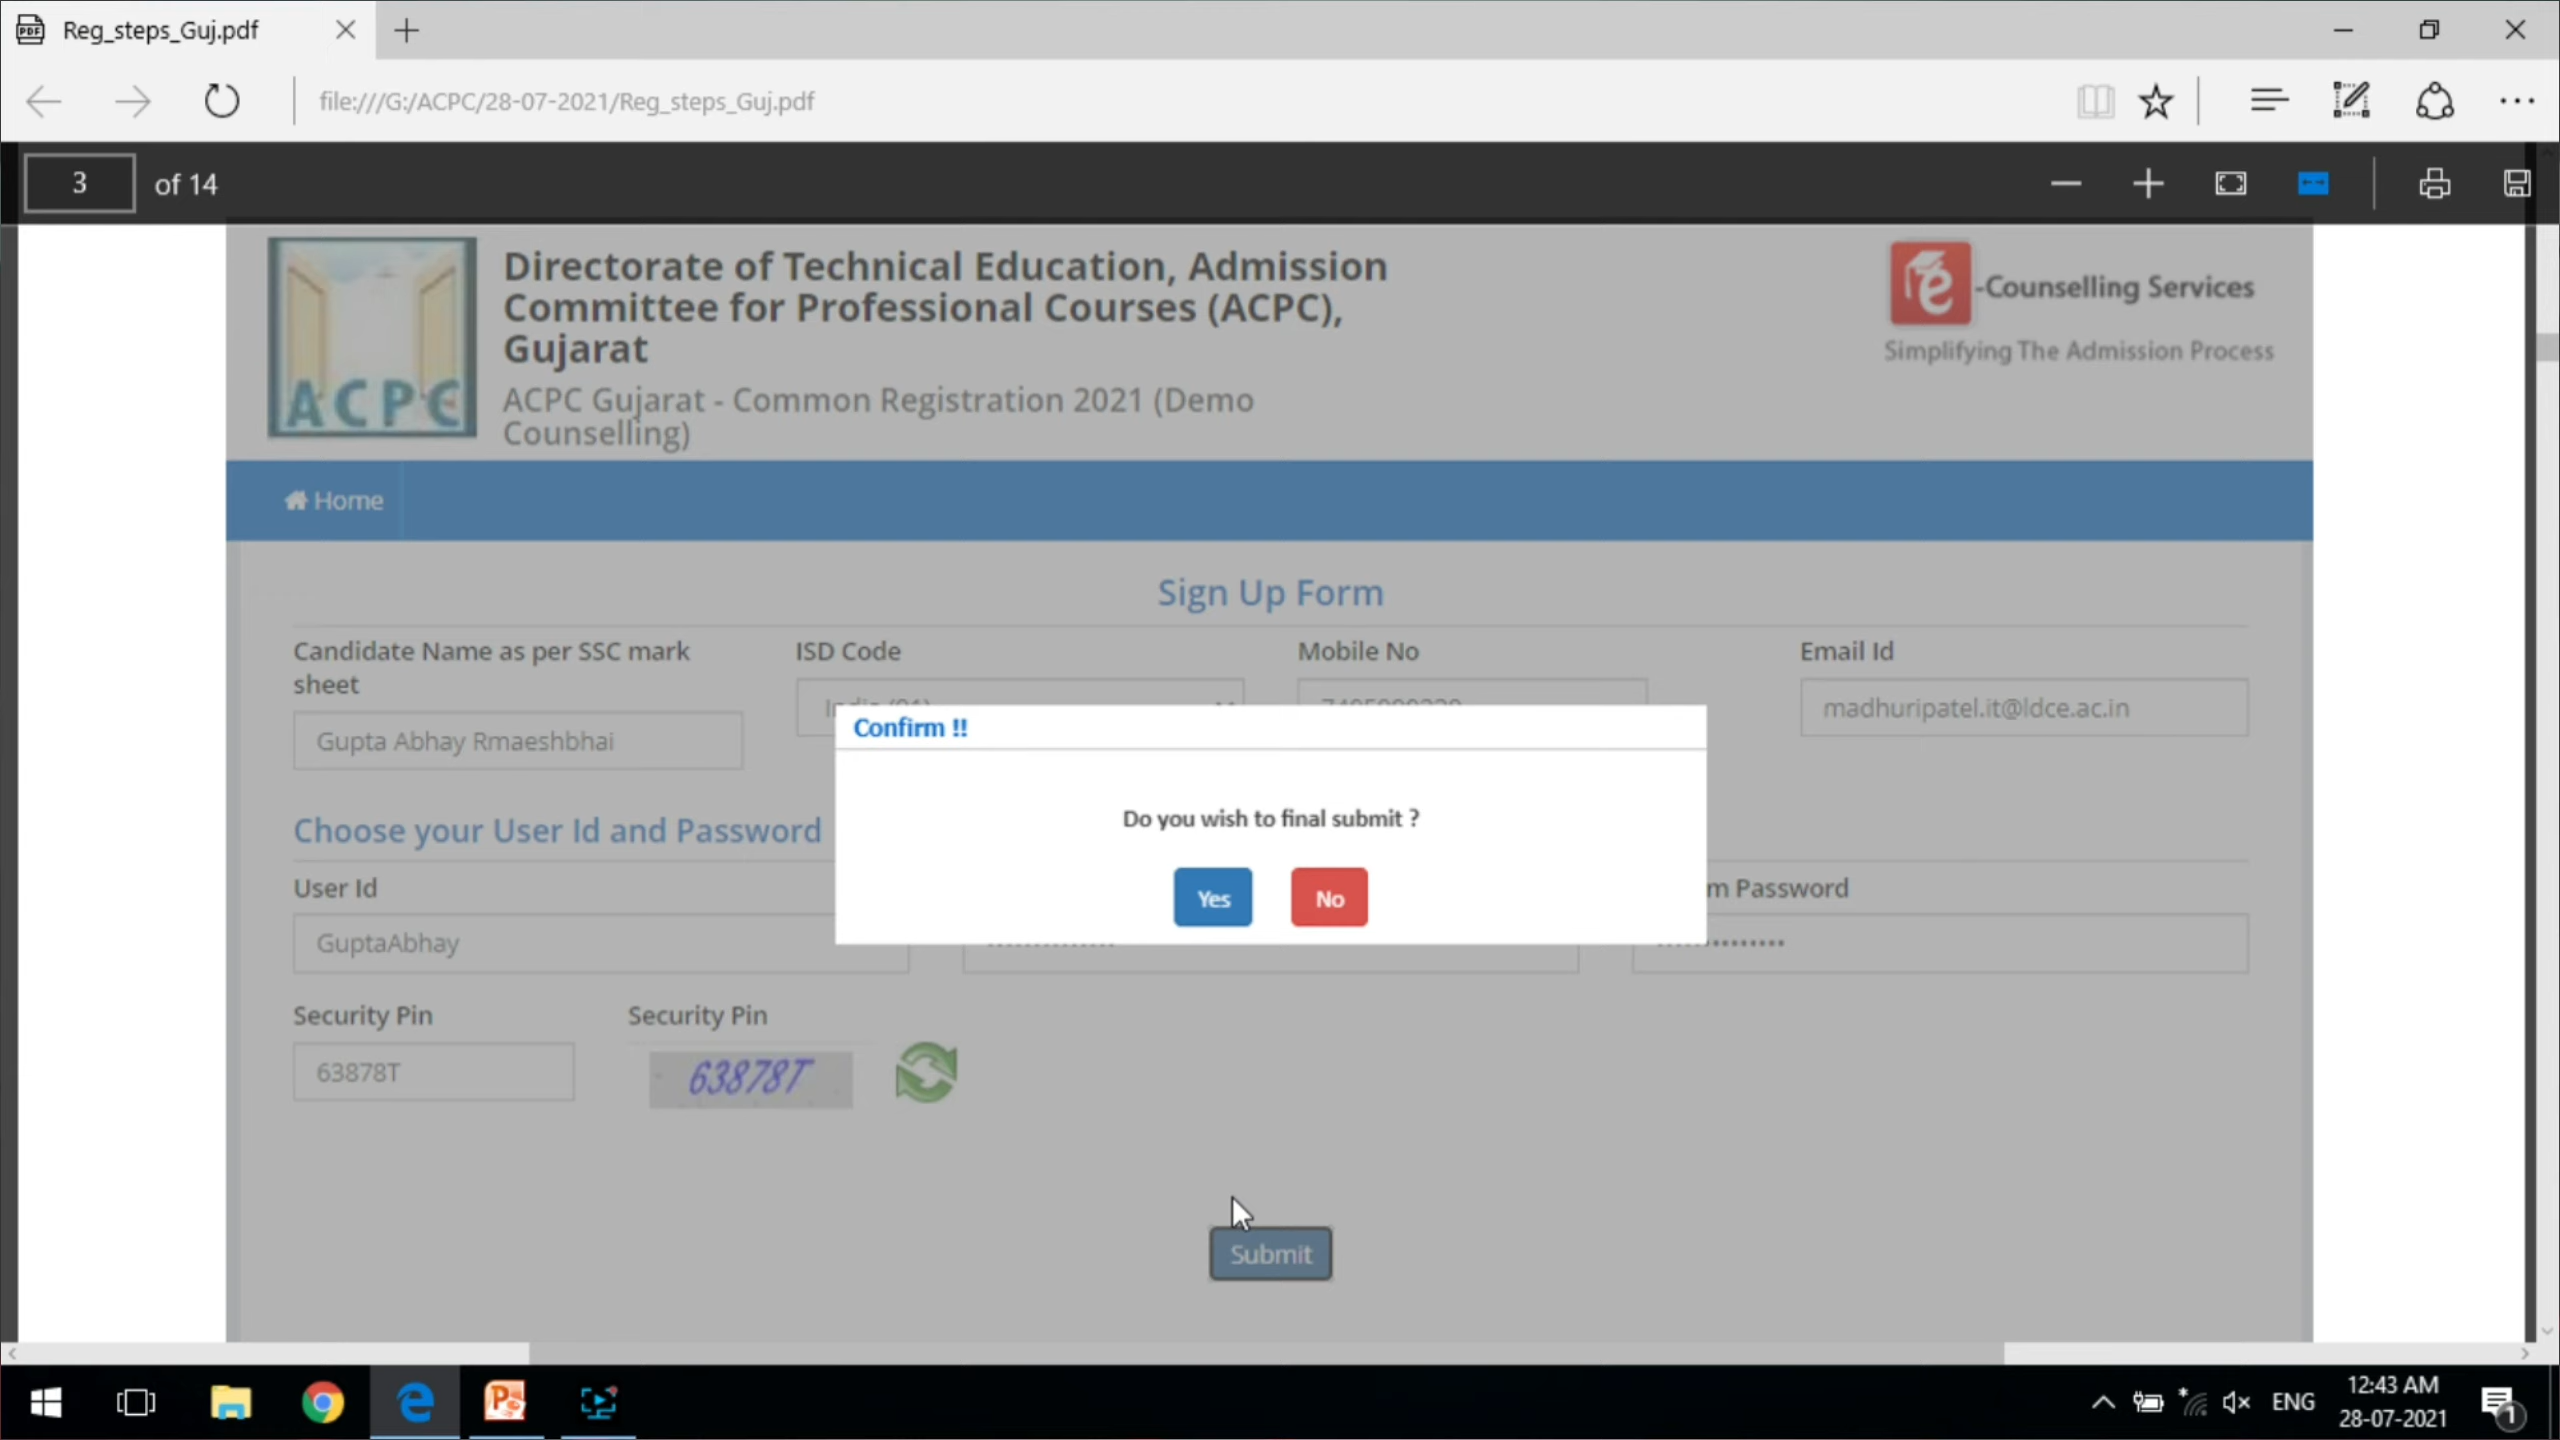 Reg_steps_Guj.pdf
file:///G:/ACPC/28-07-2021/Reg_steps_Guj.pdf
3 of 14
ACPC
Directorate of Technical Education, Admission
Committee for Professional Courses (ACPC),
Gujarat
ACPC Gujarat - Common Registration 2021 (Demo
Counselling)
e-Counselling Services
Simplifying The Admission Process
Home
Sign Up Form
Candidate Name as per SSC mark
sheet
ISD Code
Mobile No
Email Id
Gupta Abhay Rmaeshbhai
madhuripatel.it@ldce.ac.in
Confirm !!
Do you wish to final submit ?
Yes
No
Choose your User Id and Password
User Id
m Password
GuptaAbhay
Security Pin
Security Pin
63878T
63878T
Submit
ENG
12:43 AM
28-07-2021
1